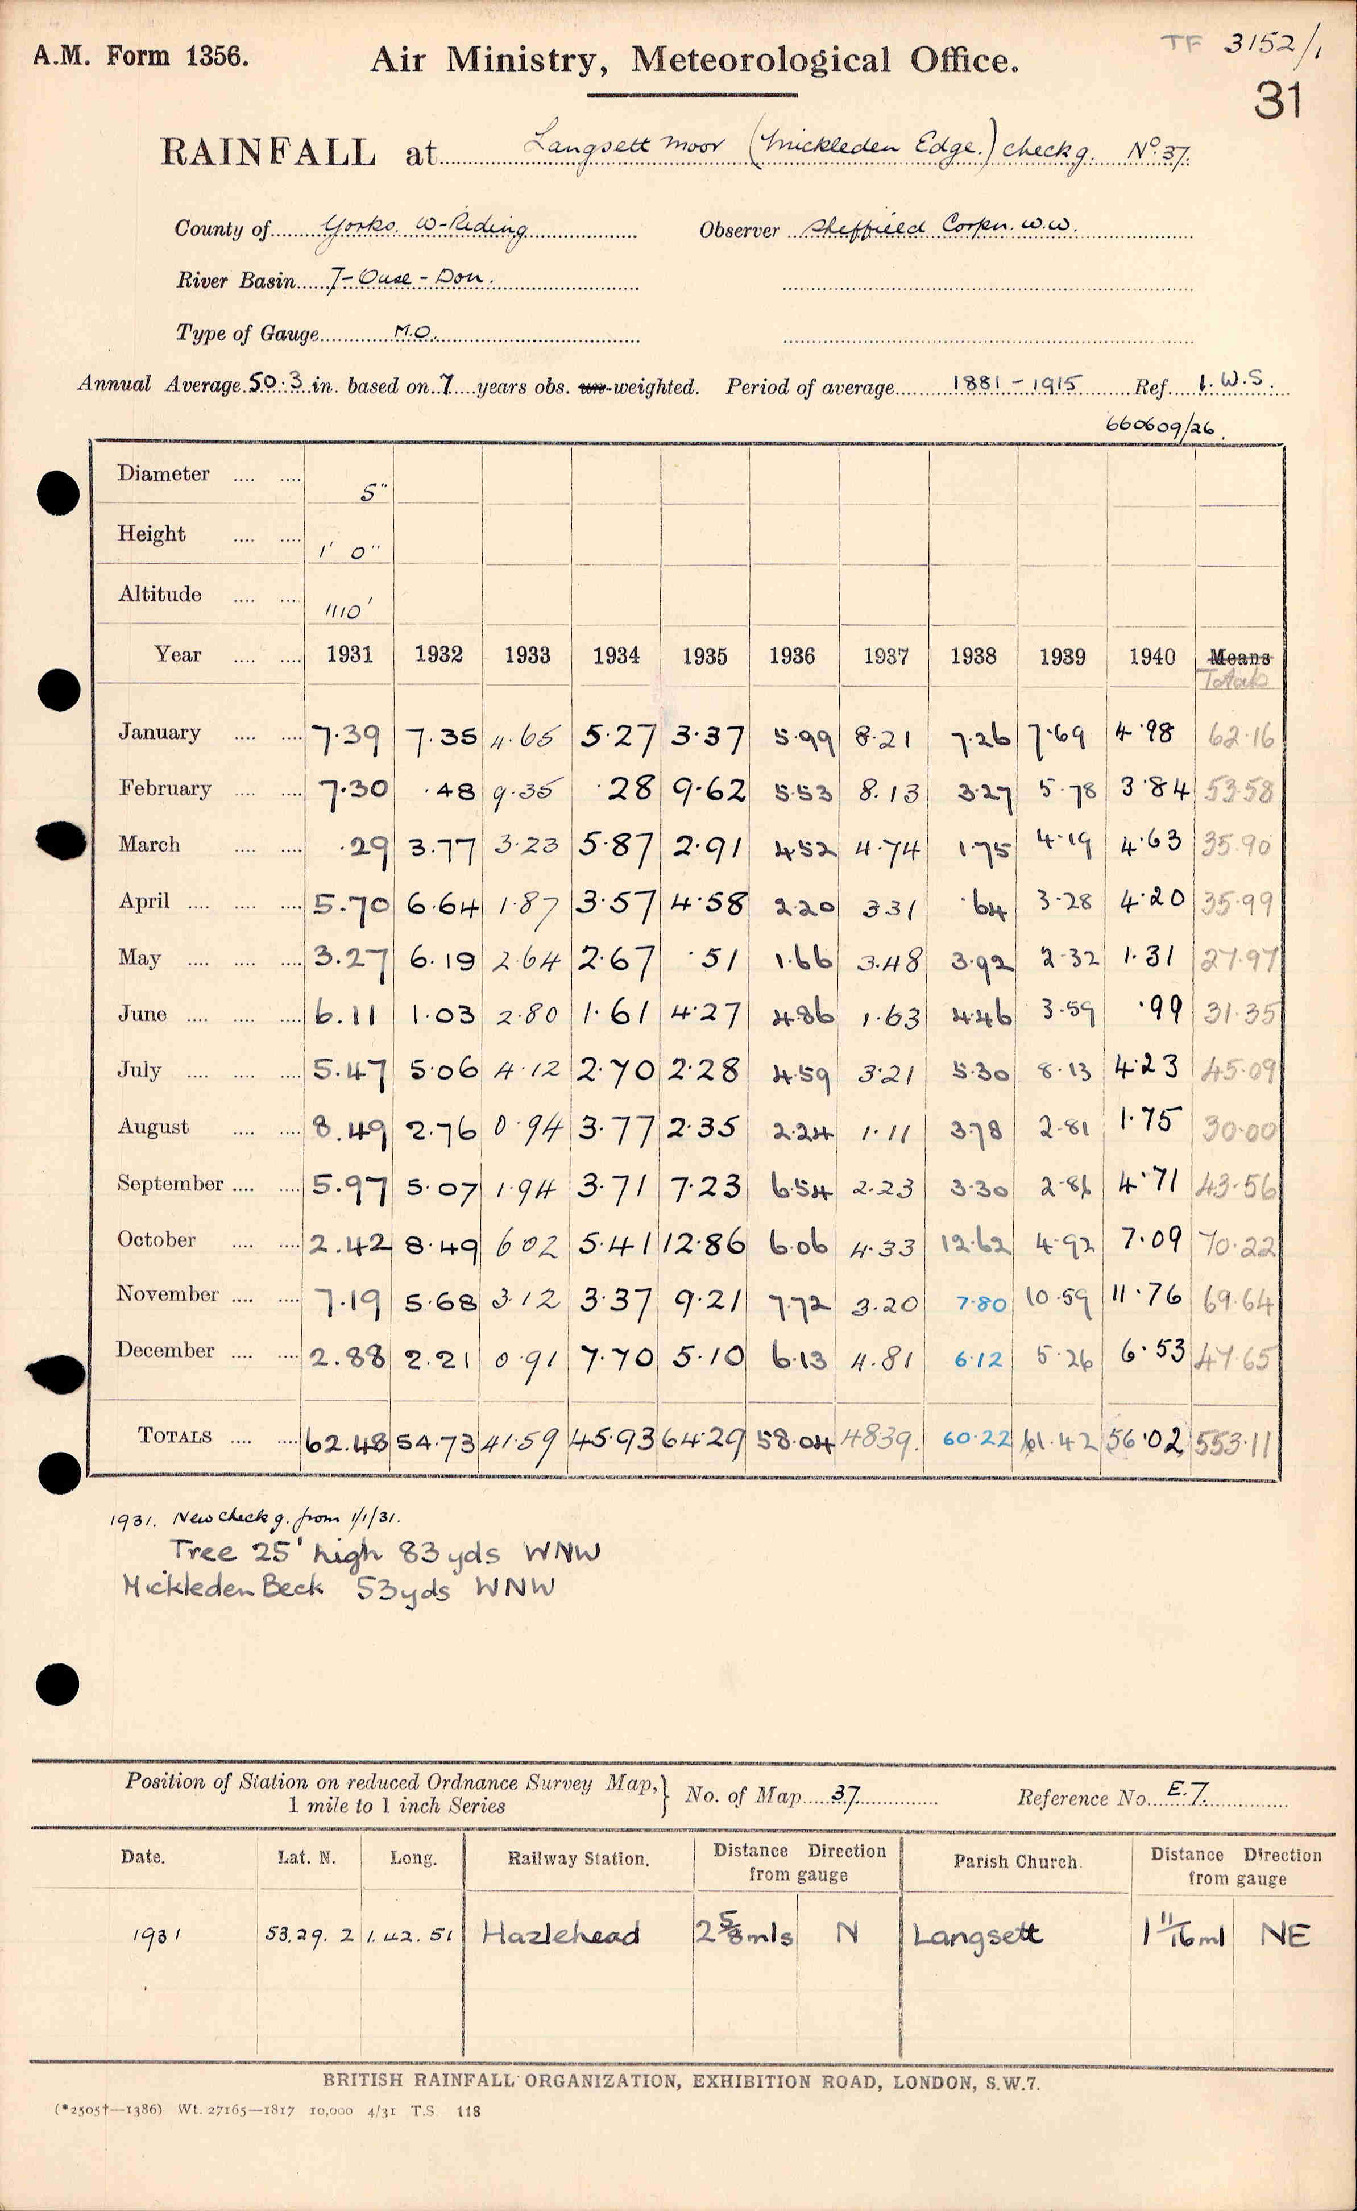 TF 3152/1
A.M. Form 1356. Air Ministry, Meteorological Office.
31
RAINFALL at Langsett Moor (Mickleden Edge.) check g. No. 37.
County of Yorks. W-Riding Observer Sheffield Corpn. W.W.
River Basin 7-Ouse-Don.
Type of Gauge M.O.
Annual Average 50.3 in. based on 7 years obs. un-weighted. Period of average 1881-1915 Ref. I.W.S.
660609/26.
Diameter .... .... 5"
Height .... .... 1' 0"
Altitude .... .... 1110'
Year .... .... 1931 1932 1933 1934 1935 1936 1937 1938 1939 1940 Means
Totals
January .... .... 7.39 7.35 4.65 5.27 3.37 5.99 8.21 7.26 7.69 4.98 62.16
February .... .... 7.30 .48 9.35 .28 9.62 5.53 8.13 3.27 5.78 3.84 53.58
March .... .... .29 3.77 3.23 5.87 2.91 4.52 4.74 1.75 4.19 4.63 35.90
April .... .... .... 5.70 6.64 1.87 3.57 4.58 2.20 3.31 .64 3.28 4.20 35.99
May .... .... .... 3.27 6.19 2.64 2.67 .51 1.66 3.48 3.92 2.32 1.31 27.97
June .... .... .... 6.11 1.03 2.80 1.61 4.27 4.86 1.63 4.46 3.59 .99 31.35
July .... .... .... 5.47 5.06 4.12 2.70 2.28 4.59 3.21 5.30 8.13 4.23 45.09
August .... .... 8.49 2.76 0.94 3.77 2.35 2.24 1.11 3.78 2.81 1.75 30.00
September .... .... 5.97 5.07 1.94 3.71 7.23 6.54 2.23 3.30 2.86 4.71 43.56
October .... .... 2.42 8.49 6.02 5.41 12.86 6.06 4.33 12.62 4.92 7.09 70.22
November .... .... 7.19 5.68 3.12 3.37 9.21 7.72 3.20 7.80 10.59 11.76 69.64
December .... .... 2.88 2.21 0.91 7.70 5.10 6.13 4.81 6.12 5.26 6.53 47.65
TOTALS .... .... 62.48 54.73 41.59 45.93 64.29 58.04 48.39 60.22 61.42 56.02 553.11
1931. New check g. from 1/1/31.
Tree 25' high 83 yds WNW
Mickleden Beck 53 yds WNW
Position of Station on reduced Ordnance Survey Map, 1 mile to 1 inch Series } No. of Map 37 Reference No. E.7.
Date. Lat. N. Long. Railway Station. Distance Direction from gauge Parish Church. Distance Direction from gauge
1931 53.29.2 1.42.51 Hazlehead 2 5/8 mls N Langsett 1 11/16 ml NE
BRITISH RAINFALL ORGANIZATION, EXHIBITION ROAD, LONDON, S.W.7.
(*2505†—1386) Wt. 27165—1817 10,000 4/31 T.S. 118